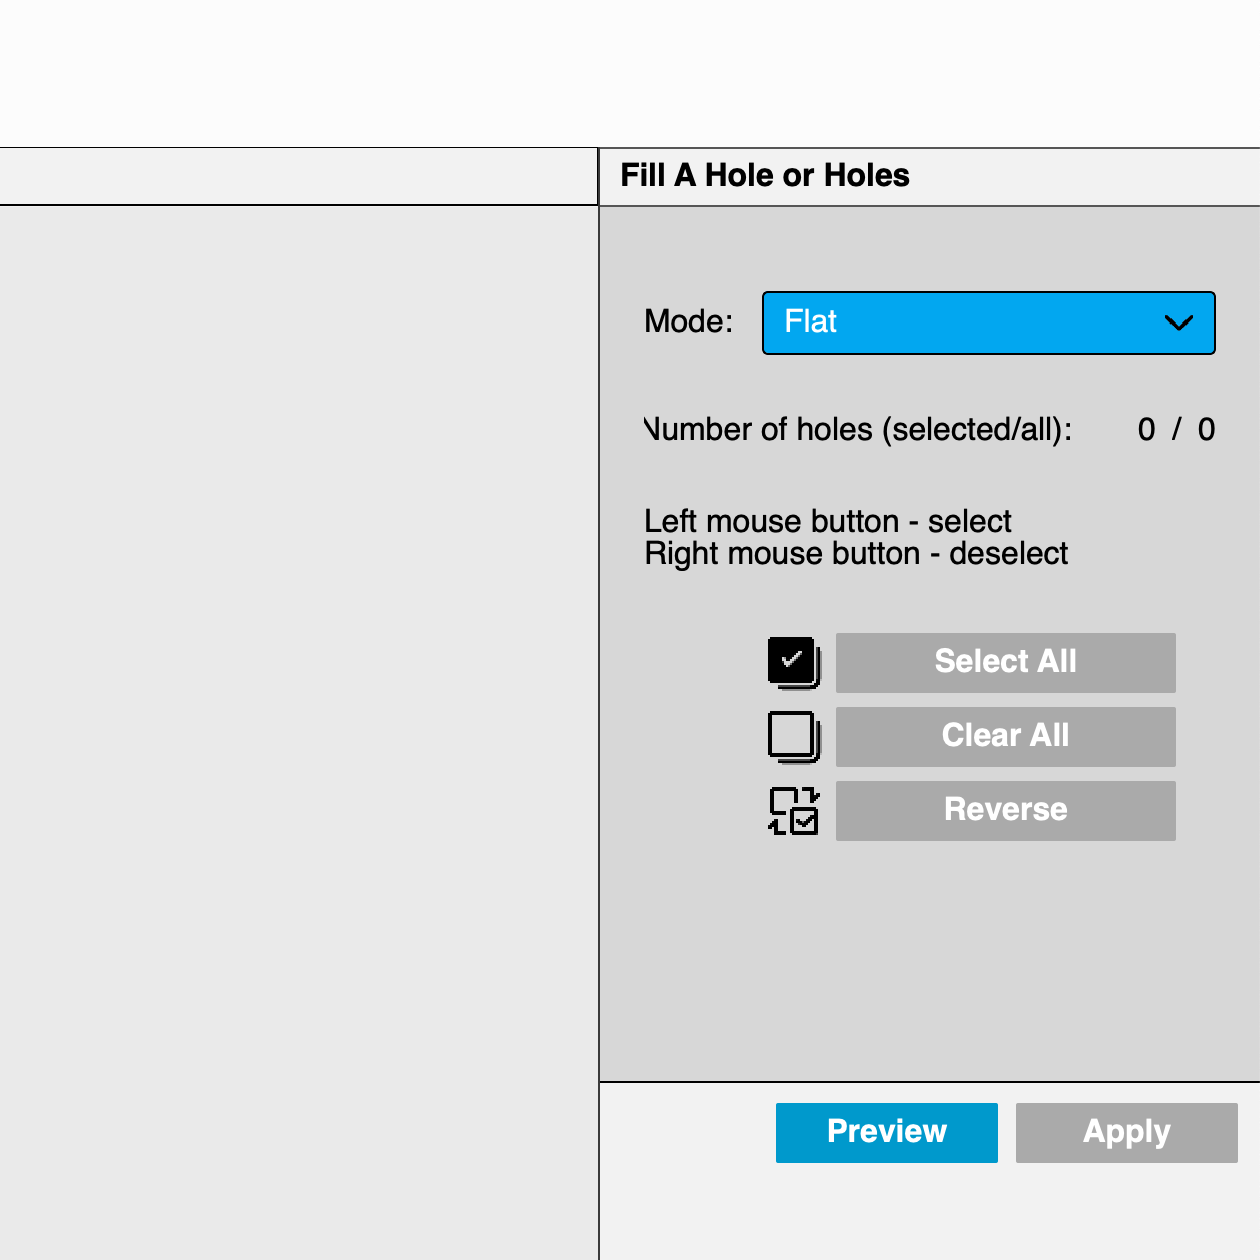 Fill A Hole or Holes
Mode: Flat
Number of holes (selected/all): 0 / 0
Left mouse button - select
Right mouse button - deselect
Select All
Clear All
Reverse
Preview Apply